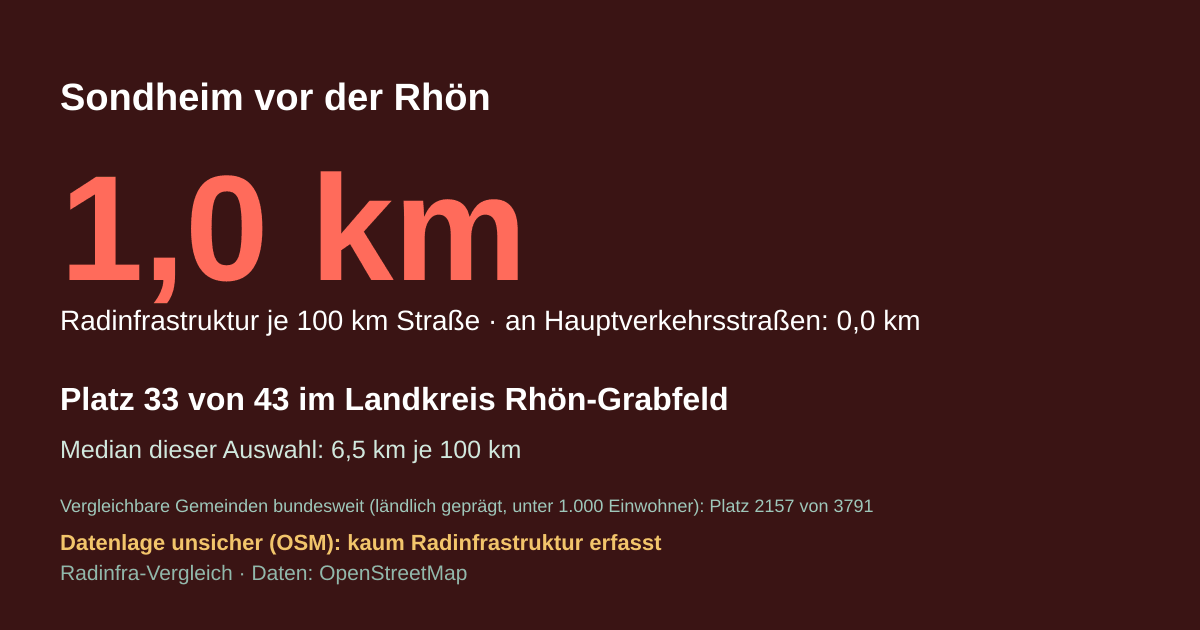 Sondheim vor der Rhön
1,0 km
Radinfrastruktur je 100 km Straße · an Hauptverkehrsstraßen: 0,0 km
Platz 33 von 43 im Landkreis Rhön-Grabfeld
Median dieser Auswahl: 6,5 km je 100 km
Vergleichbare Gemeinden bundesweit (ländlich geprägt, unter 1.000 Einwohner): Platz 2157 von 3791
Datenlage unsicher (OSM): kaum Radinfrastruktur erfasst
Radinfra-Vergleich · Daten: OpenStreetMap